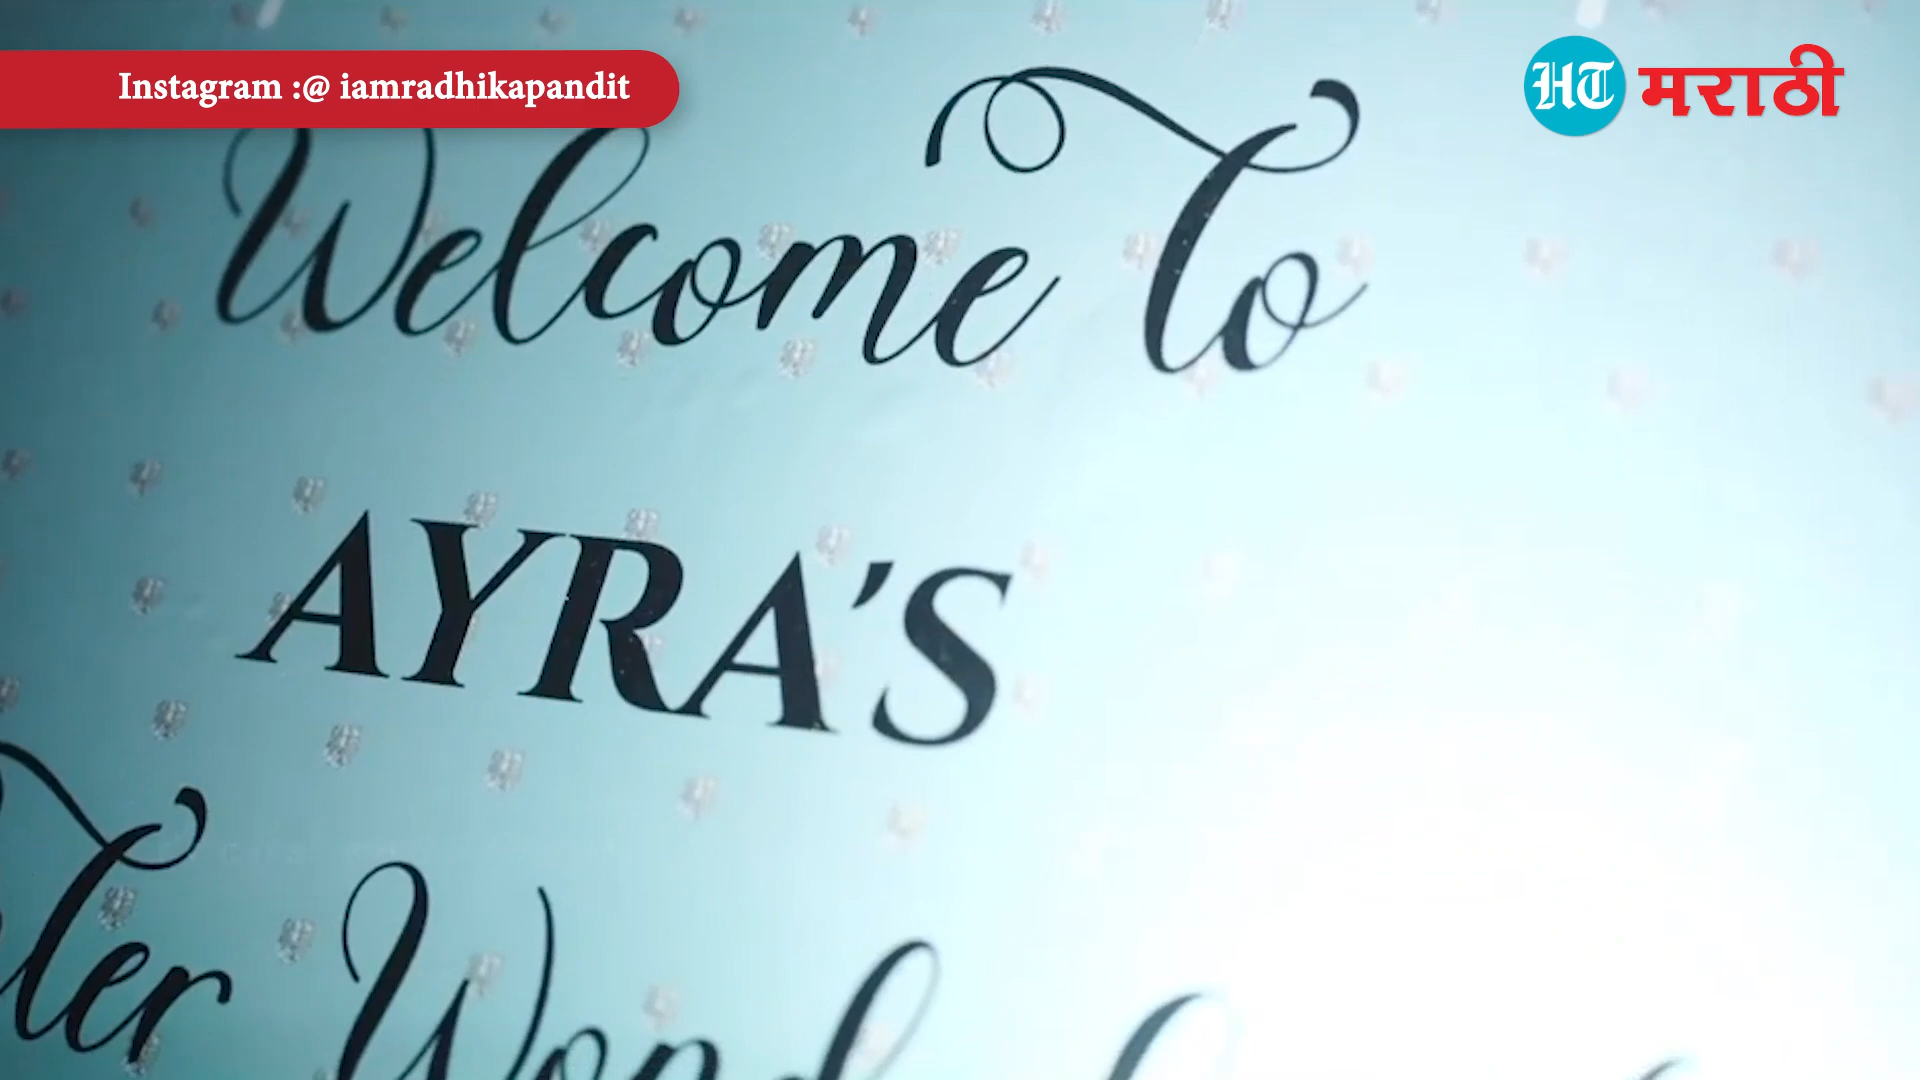 Instagram :@ iamradhikapandit
HT मराठी
Welcome To
AYRA'S